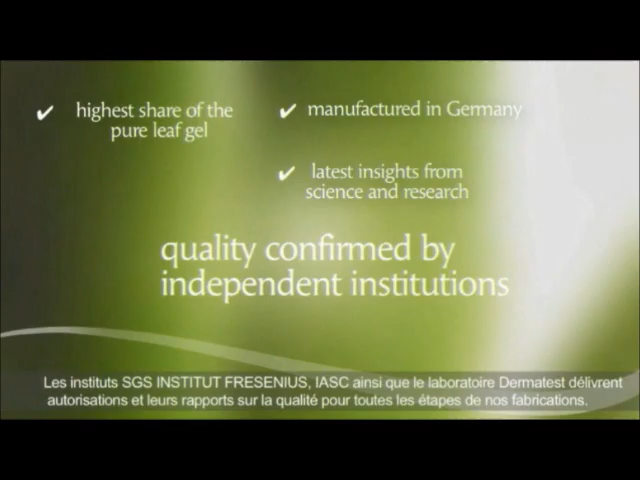 ✔ highest share of the
pure leaf gel
✔ manufactured in Germany
✔ latest insights from
science and research
quality confirmed by
independent institutions
Les instituts SGS INSTITUT FRESENIUS, IASC ainsi que le laboratoire Dermatest délivrent
autorisations et leurs rapports sur la qualité pour toutes les étapes de nos fabrications.